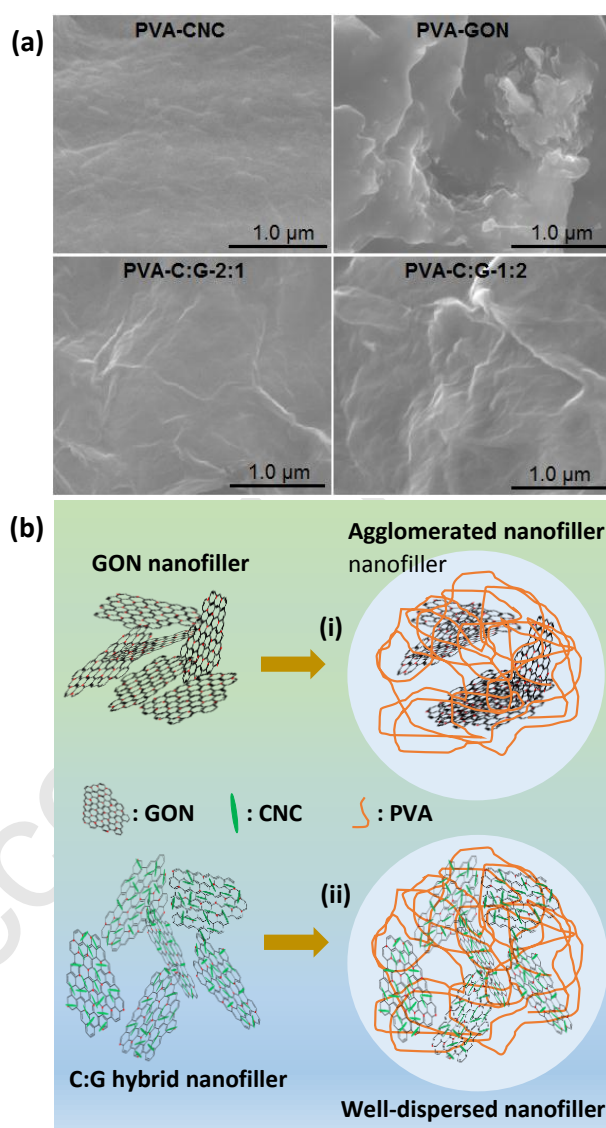 (a)
PVA-CNC
PVA-GON
1.0 µm
1.0 µm
PVA-C:G-2:1
PVA-C:G-1:2
1.0 µm
1.0 µm
(b)
GON nanofiller
Agglomerated nanofiller
nanofiller
(i)
: GON
: CNC
: PVA
(ii)
C:G hybrid nanofiller
Well-dispersed nanofiller